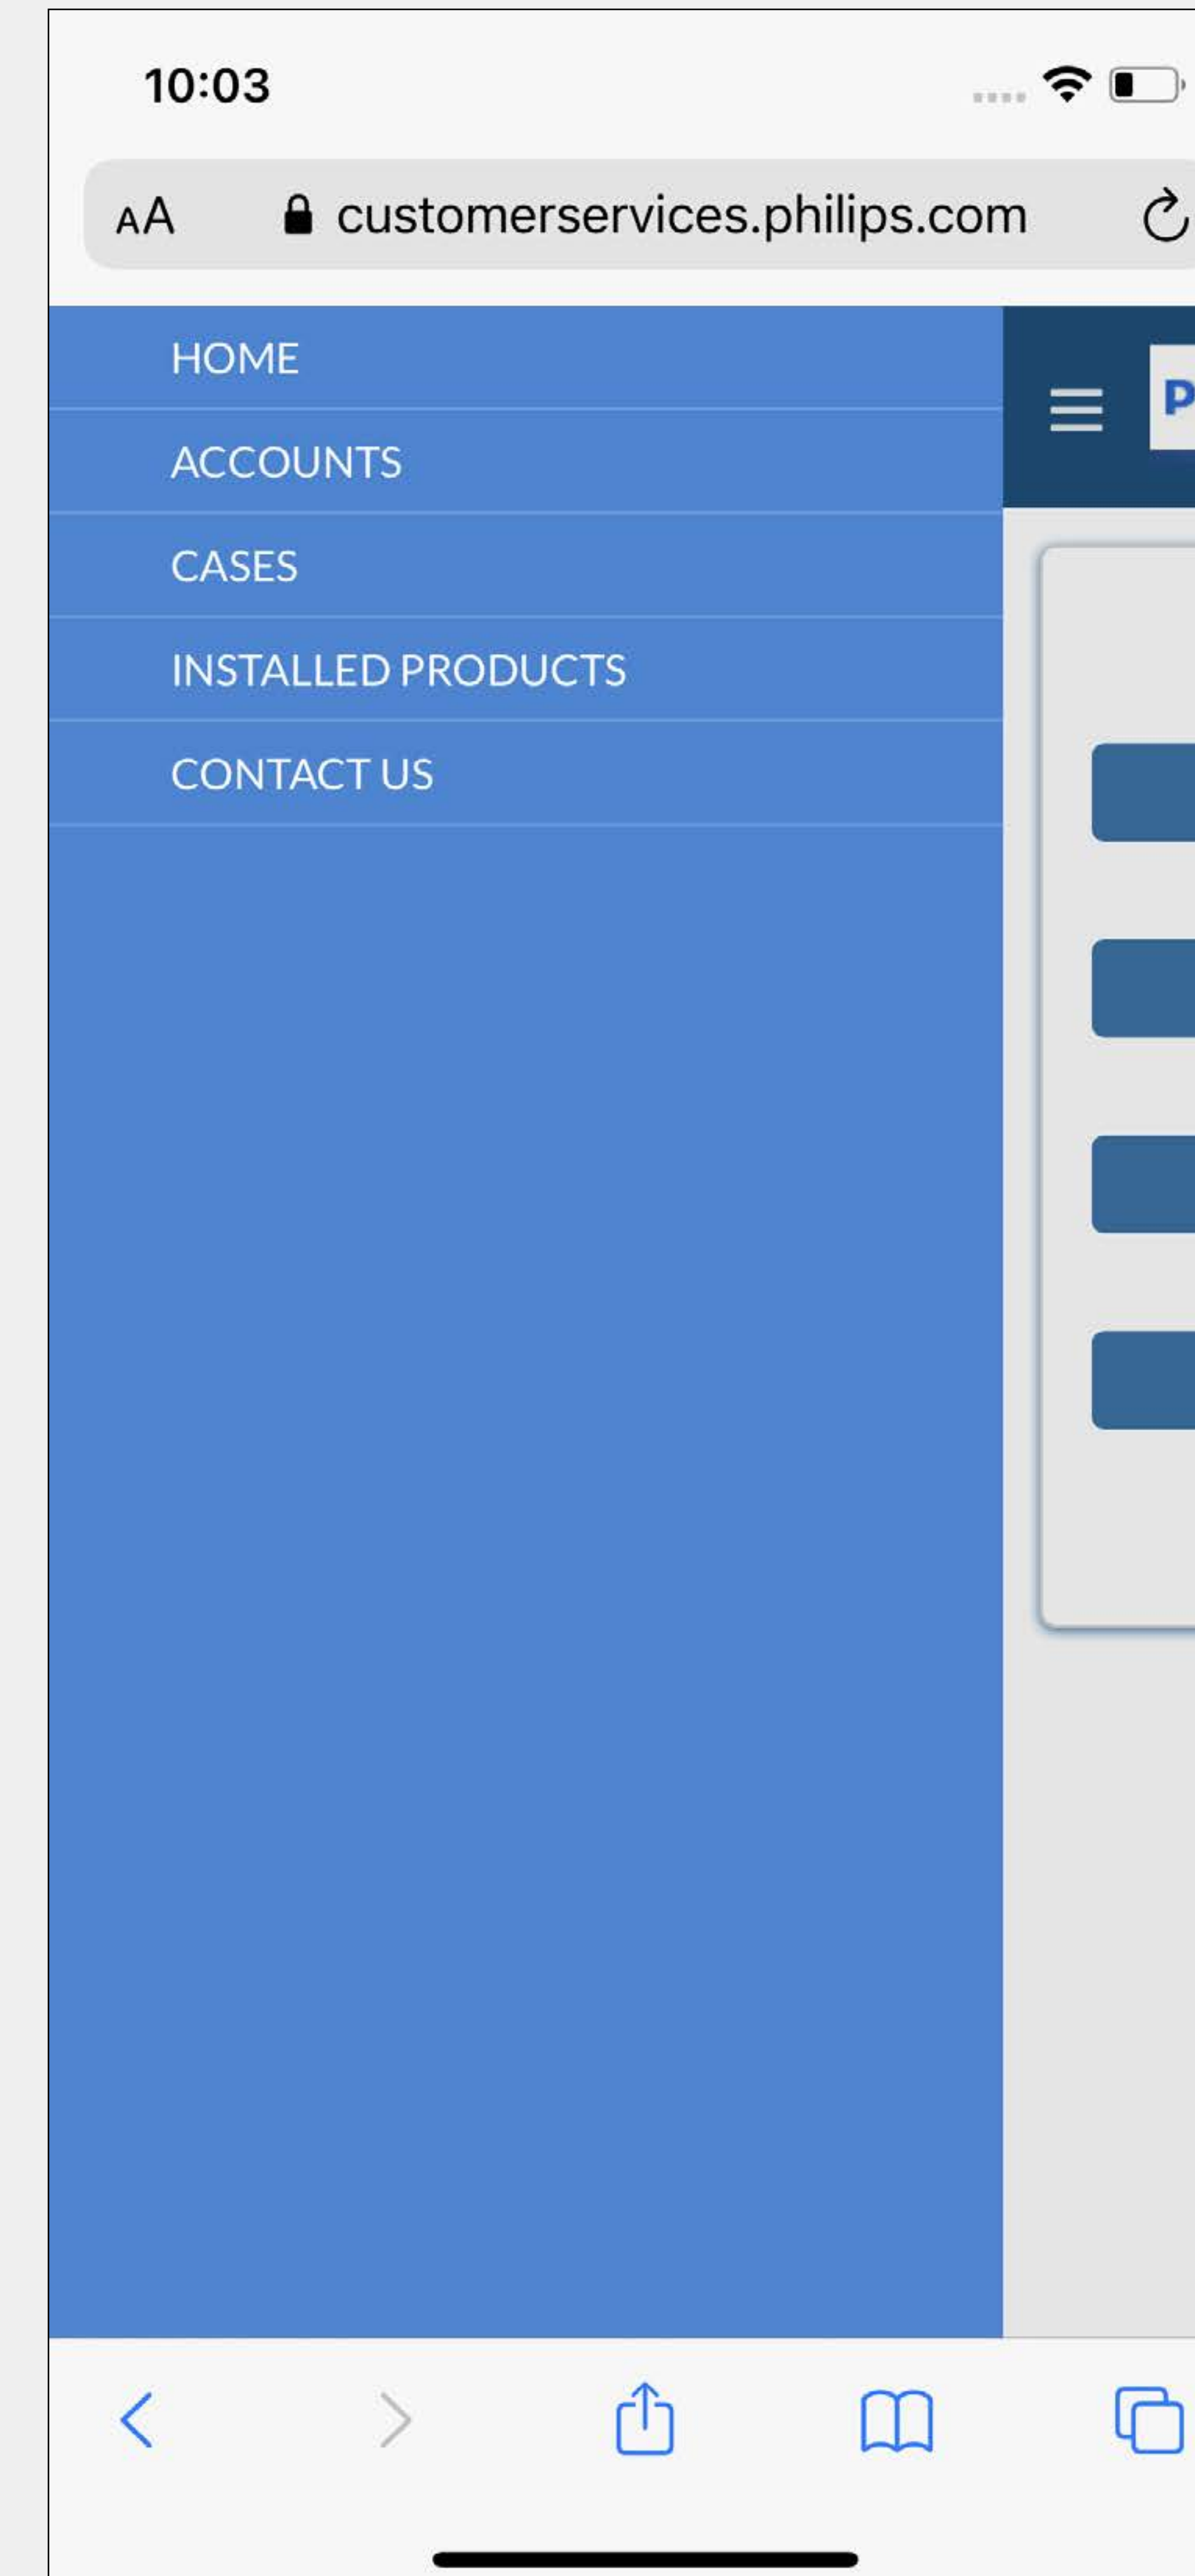 10:03
AA customerservices.philips.com
HOME
ACCOUNTS
CASES
INSTALLED PRODUCTS
CONTACT US